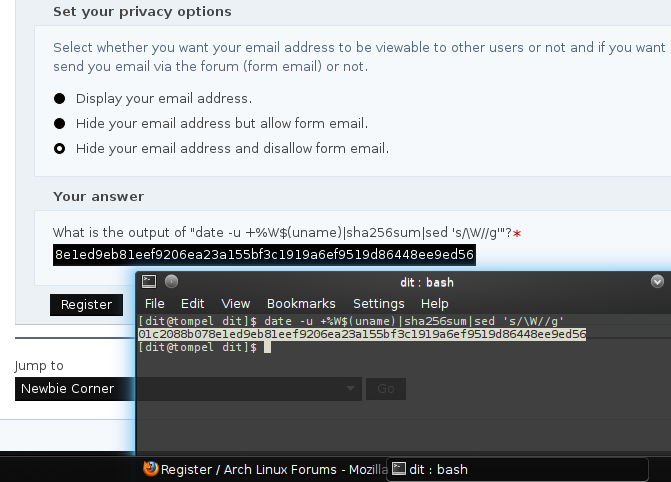 Set your privacy options
Select whether you want your email address to be viewable to other users or not and if you want
send you email via the forum (form email) or not.
Display your email address.
Hide your email address but allow form email.
Hide your email address and disallow form email.
Your answer
What is the output of "date -u +%W$(uname)|sha256sum|sed 's/\W//g'"?*
8e1ed9eb81eef9206ea23a155bf3c1919a6ef9519d86448ee9ed56
Register
dit : bash
File Edit View Bookmarks Settings Help
[dit@tompel dit]$ date -u +%W$(uname)|sha256sum|sed 's/\W//g'
01c2088b078e1ed9eb81eef9206ea23a155bf3c1919a6ef9519d86448ee9ed56
[dit@tompel dit]$
Jump to
Newbie Corner
Go
Register / Arch Linux Forums - Mozilla
dit : bash